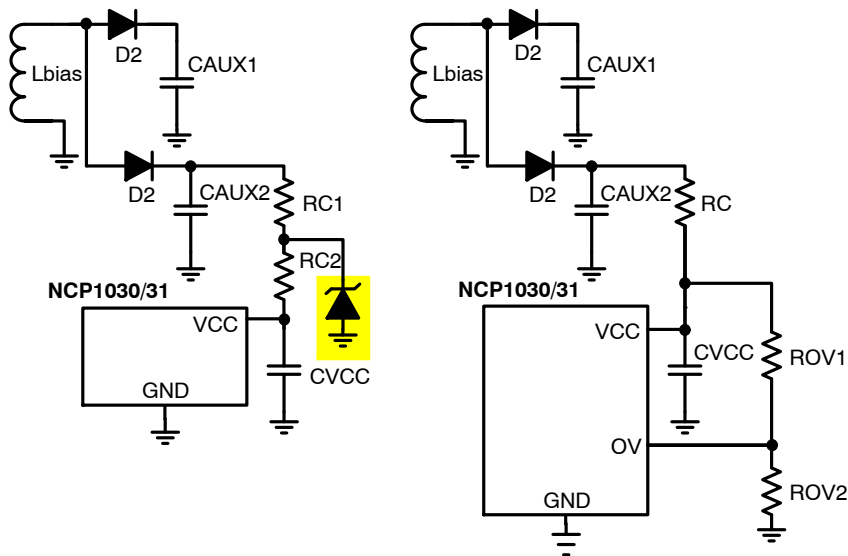 Lbias
D2
CAUX1
D2
CAUX2
RC1
RC2
NCP1030/31
VCC
CVCC
GND
Lbias
D2
CAUX1
D2
CAUX2
RC
NCP1030/31
VCC
CVCC
ROV1
OV
ROV2
GND